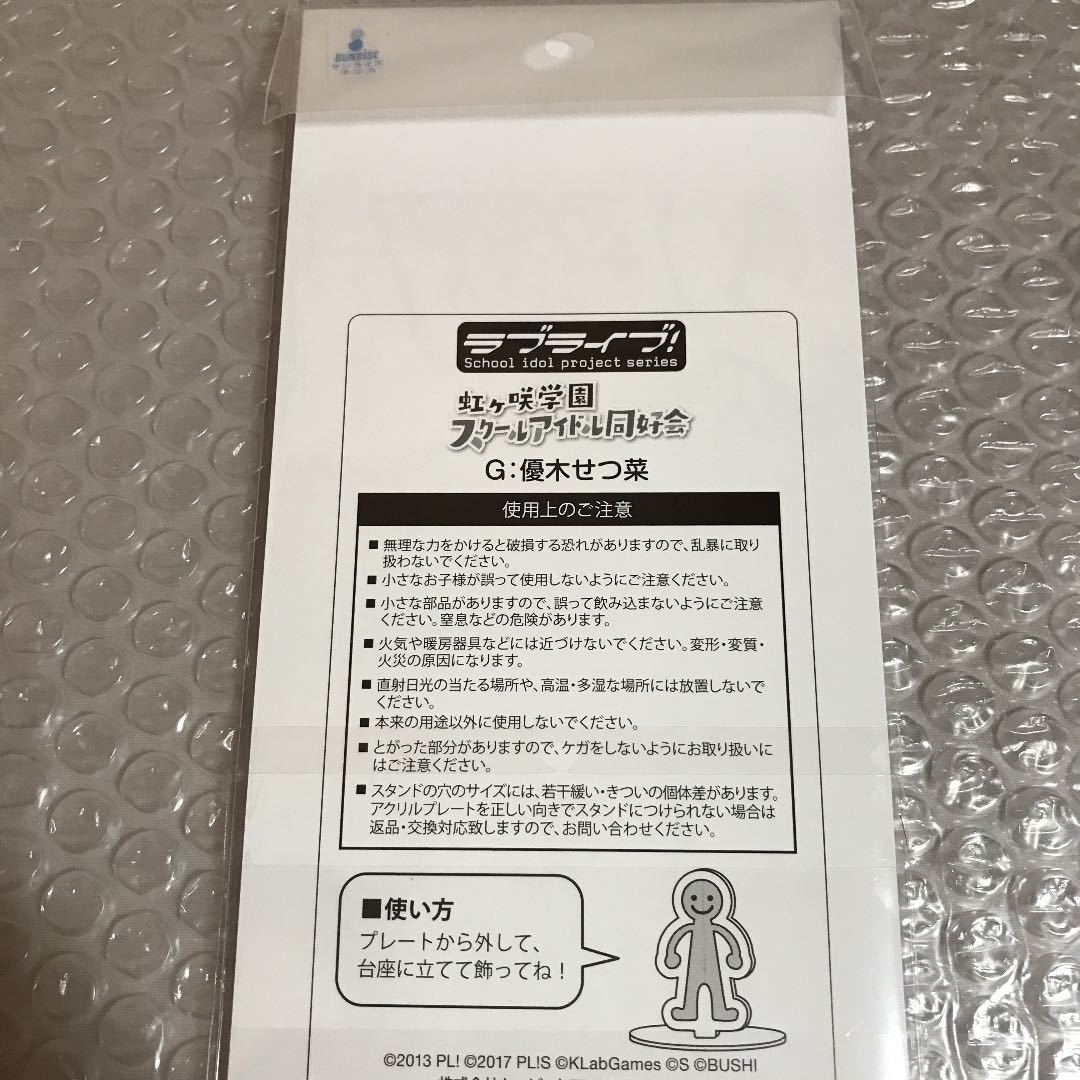 SUNRISE
サンライズ
ラブライブ!
School idol project series
虹ヶ咲学園
スクールアイドル同好会
G:優木せつ菜
使用上のご注意
■ 無理な力をかけると破損する恐れがありますので、乱暴に取り
扱わないでください。
■ 小さなお子様が誤って使用しないようにご注意ください。
■ 小さな部品がありますので、誤って飲み込まないようにご注意
ください。窒息などの危険があります。
■ 火気や暖房器具などには近づけないでください。変形・変質・
火災の原因になります。
■ 直射日光の当たる場所や、高温・多湿な場所には放置しないで
ください。
■ 本来の用途以外に使用しないでください。
■ とがった部分がありますので、ケガをしないようにお取り扱いに
はご注意ください。
■ スタンドの穴のサイズには、若干緩い・きついの個体差があります。
アクリルプレートを正しい向きでスタンドにつけられない場合は
返品・交換対応致しますので、お問い合わせください。
■使い方
プレートから外して、
台座に立てて飾ってね!
©2013 PL! ©2017 PL!S ©KLabGames ©S ©BUSHI